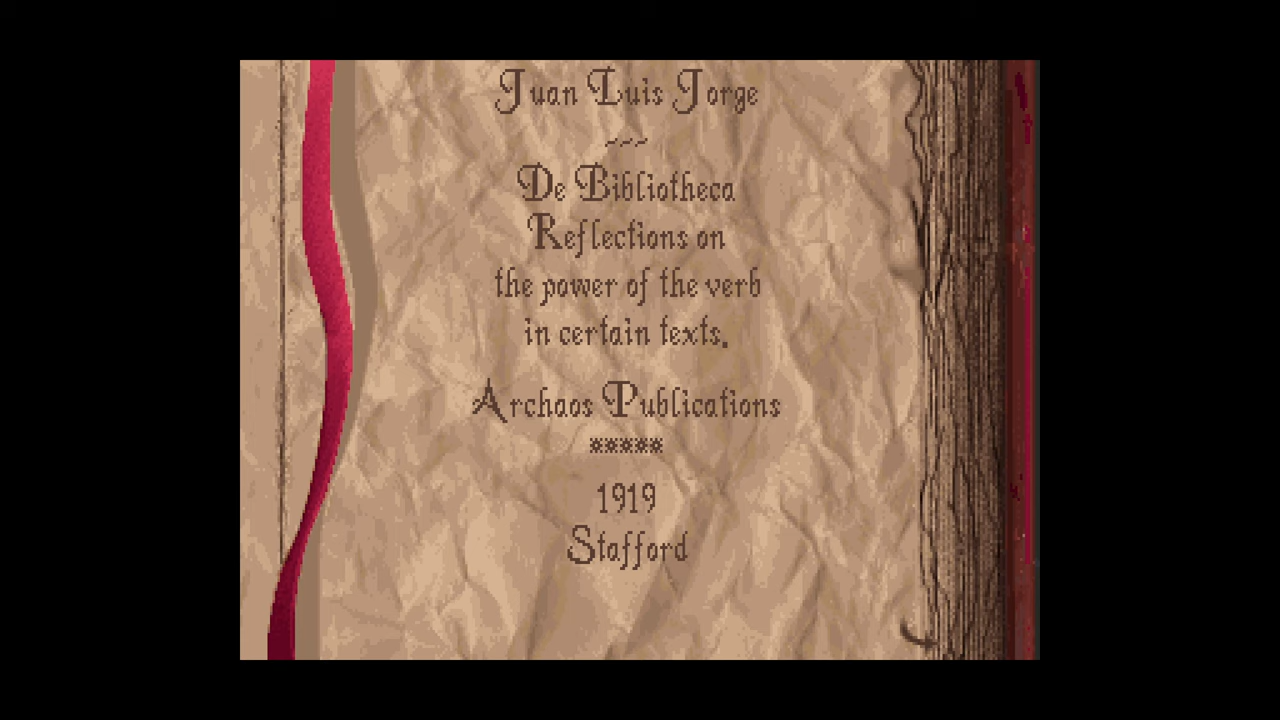 Juan Luis Jorge
~~~
De Bibliotheca
Reflections on
the power of the verb
in certain texts.
Archaos Publications
*****
1919
Stafford